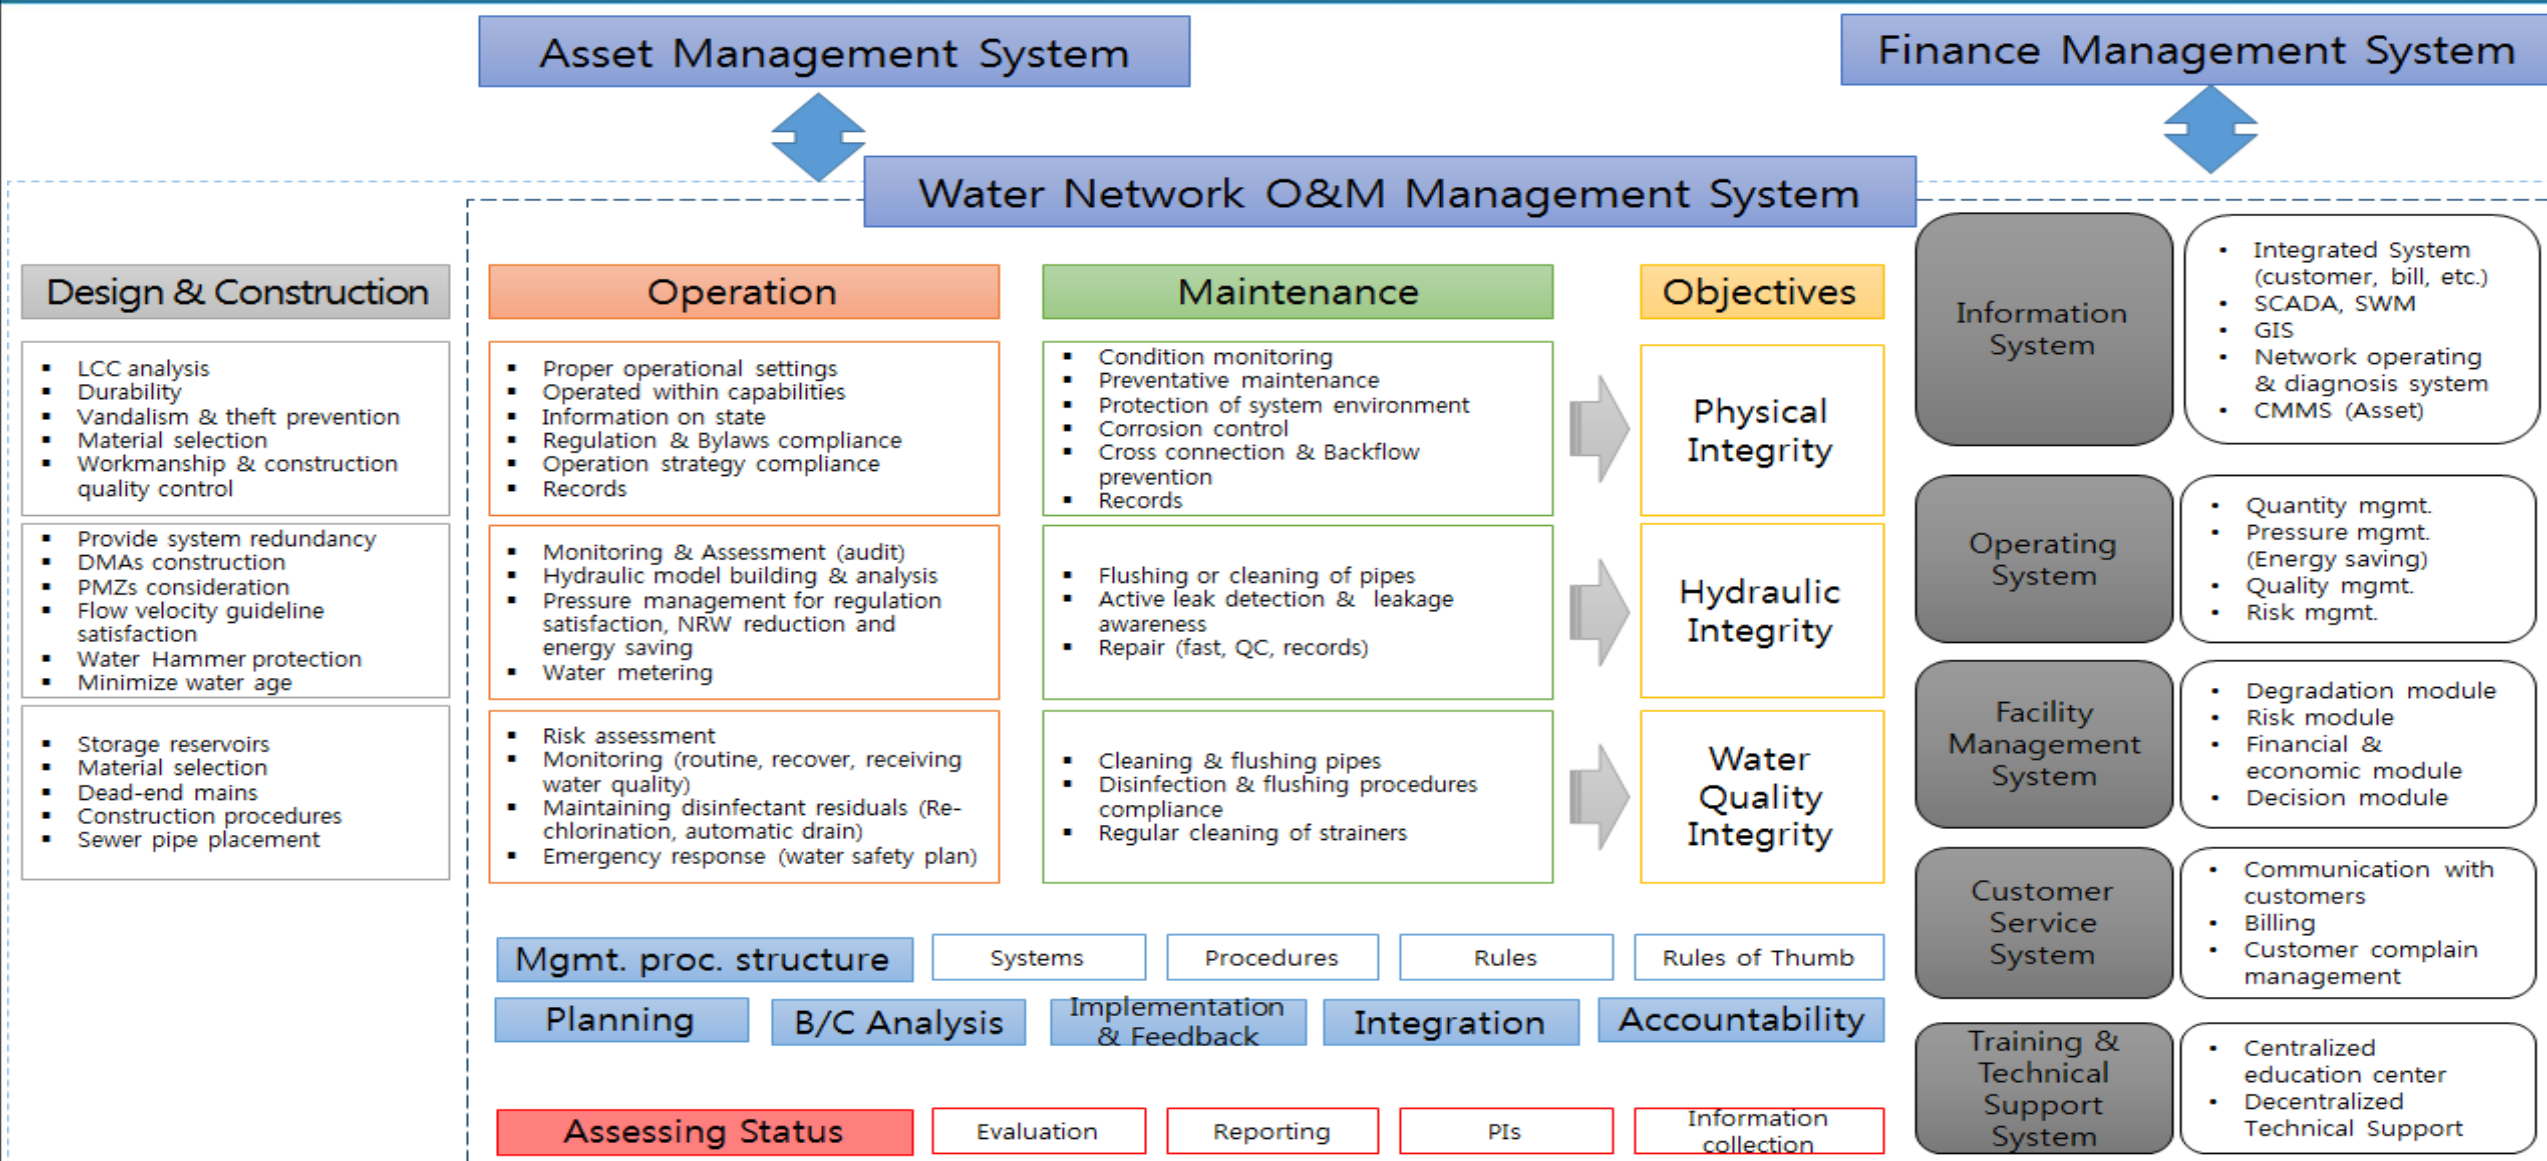 Asset Management System
Finance Management System
Water Network O&M Management System
Design & Construction
▪ LCC analysis
▪ Durability
▪ Vandalism & theft prevention
▪ Material selection
▪ Workmanship & construction
quality control
▪ Provide system redundancy
▪ DMAs construction
▪ PMZs consideration
▪ Flow velocity guideline
satisfaction
▪ Water Hammer protection
▪ Minimize water age
▪ Storage reservoirs
▪ Material selection
▪ Dead-end mains
▪ Construction procedures
▪ Sewer pipe placement
Operation
▪ Proper operational settings
▪ Operated within capabilities
▪ Information on state
▪ Regulation & Bylaws compliance
▪ Operation strategy compliance
▪ Records
▪ Monitoring & Assessment (audit)
▪ Hydraulic model building & analysis
▪ Pressure management for regulation
satisfaction, NRW reduction and
energy saving
▪ Water metering
▪ Risk assessment
▪ Monitoring (routine, recover, receiving
water quality)
▪ Maintaining disinfectant residuals (Re-
chlorination, automatic drain)
▪ Emergency response (water safety plan)
Maintenance
▪ Condition monitoring
▪ Preventative maintenance
▪ Protection of system environment
▪ Corrosion control
▪ Cross connection & Backflow
prevention
▪ Records
▪ Flushing or cleaning of pipes
▪ Active leak detection & leakage
awareness
▪ Repair (fast, QC, records)
▪ Cleaning & flushing pipes
▪ Disinfection & flushing procedures
compliance
▪ Regular cleaning of strainers
Objectives
Physical
Integrity
Hydraulic
Integrity
Water
Quality
Integrity
Mgmt. proc. structure
Systems
Procedures
Rules
Rules of Thumb
Planning
B/C Analysis
Implementation
& Feedback
Integration
Accountability
Assessing Status
Evaluation
Reporting
PIs
Information
collection
Information
System
• Integrated System
(customer, bill, etc.)
• SCADA, SWM
• GIS
• Network operating
& diagnosis system
• CMMS (Asset)
Operating
System
• Quantity mgmt.
• Pressure mgmt.
(Energy saving)
• Quality mgmt.
• Risk mgmt.
Facility
Management
System
• Degradation module
• Risk module
• Financial &
economic module
• Decision module
Customer
Service
System
• Communication with
customers
• Billing
• Customer complain
management
Training &
Technical
Support
System
• Centralized
education center
• Decentralized
Technical Support